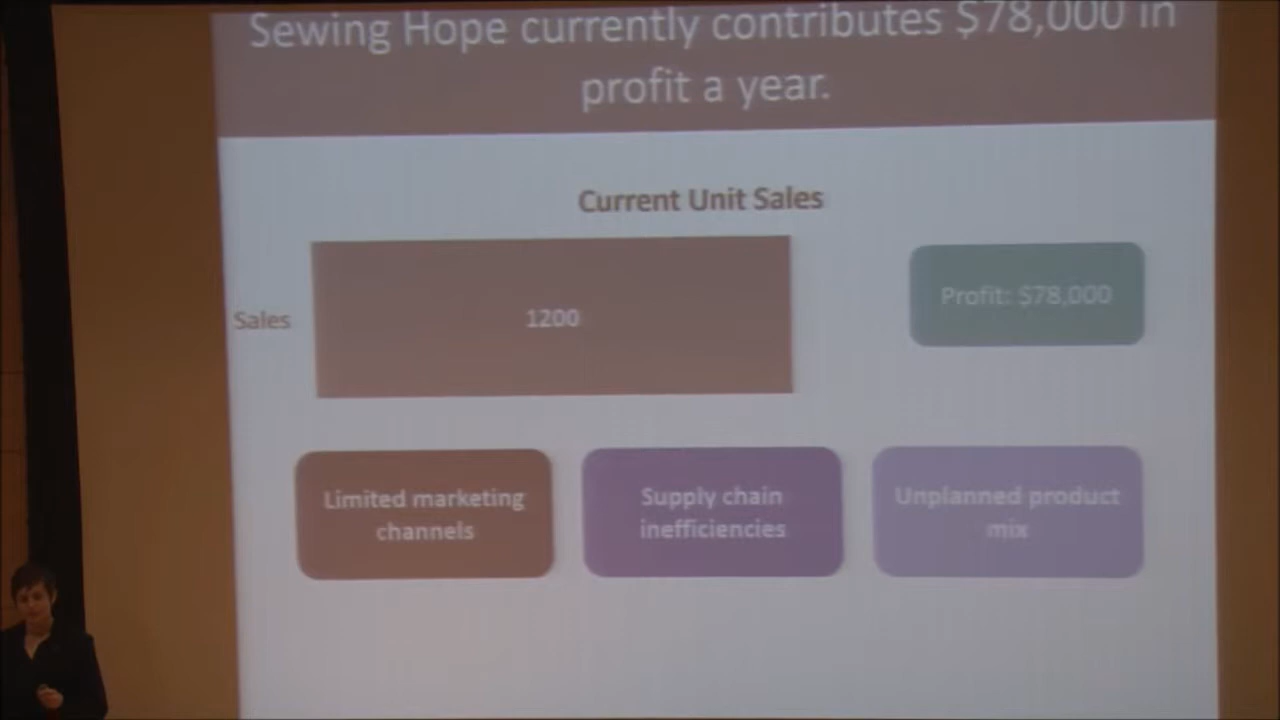 Sewing Hope currently contributes $78,000 in
profit a year.
Current Unit Sales
Sales
1200
Profit: $78,000
Limited marketing
channels
Supply chain
inefficiencies
Unplanned product
mix